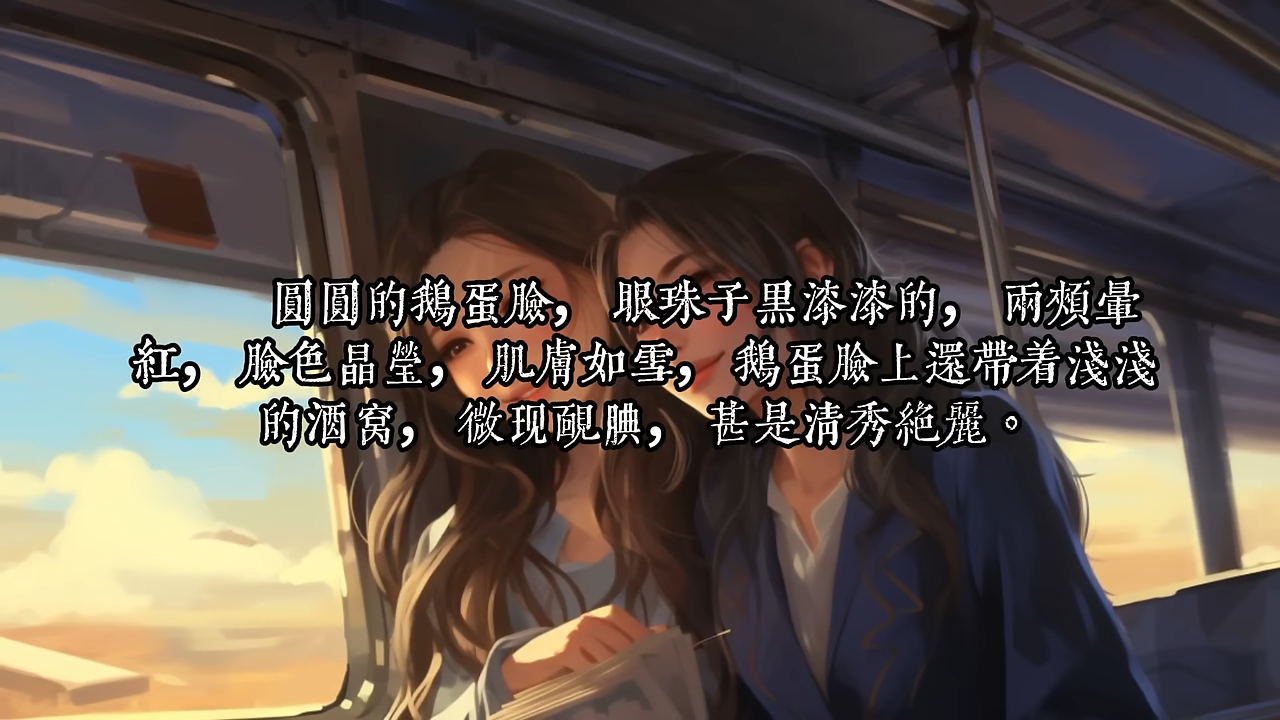 圓圓的鵝蛋臉，眼珠子黑漆漆的，兩頰暈
紅，臉色晶瑩，肌膚如雪，鵝蛋臉上還帶着淺淺
的酒窝，微现靦腆，甚是清秀絶麗。